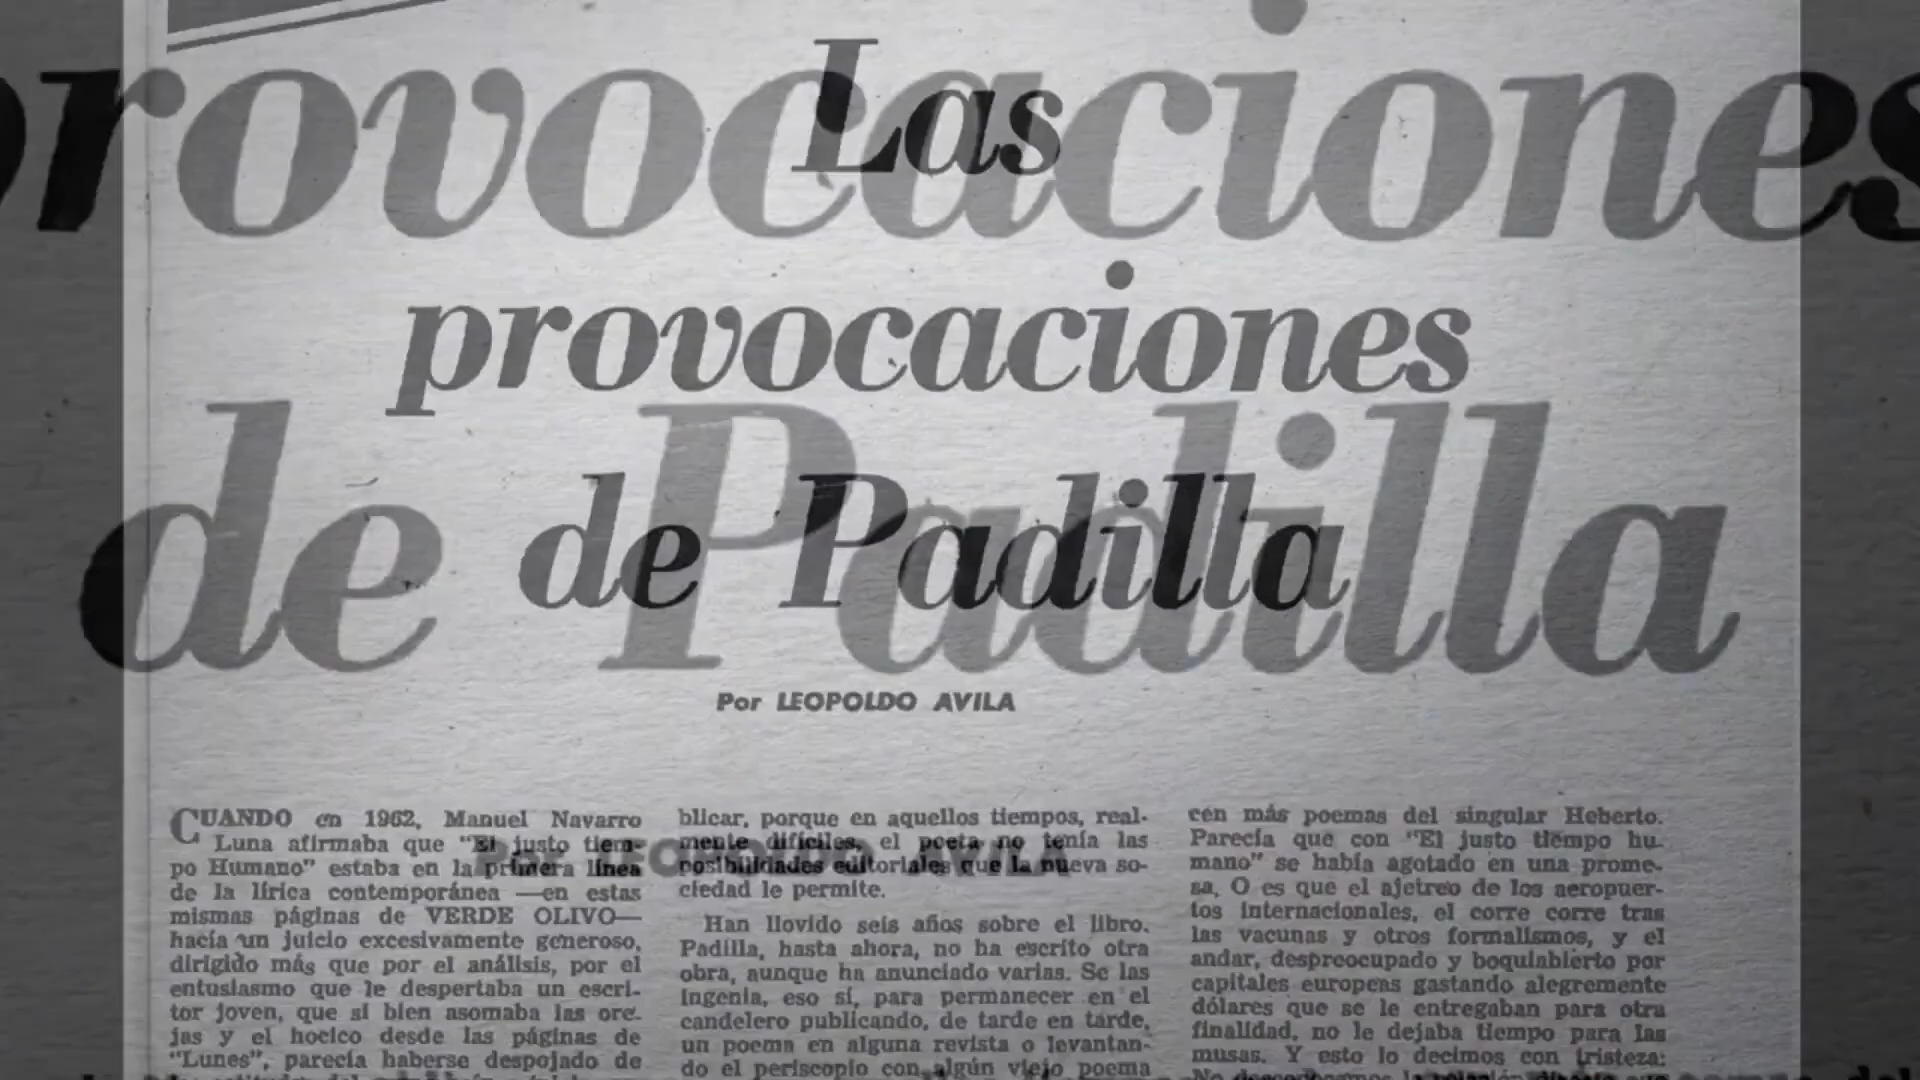 Las
provocaciones
de Padilla
Por LEOPOLDO AVILA
CUANDO en 1962, Manuel Navarro
Luna afirmaba que "El justo tiem-
po Humano" estaba en la primera línea
de la lírica contemporánea —en estas
mismas páginas de VERDE OLIVO—
hacía un juicio excesivamente generoso,
dirigido más que por el análisis, por el
entusiasmo que le despertaba un escri-
tor joven, que si bien asomaba las ore-
jas y el hocico desde las páginas de
"Lunes", parecía haberse despojado de
blicar, porque en aquellos tiempos, real-
mente difíciles, el poeta no tenía las
posibilidades editoriales que la nueva so-
ciedad le permite.
Han llovido seis años sobre el libro.
Padilla, hasta ahora, no ha escrito otra
obra, aunque ha anunciado varias. Se las
ingenia, eso sí, para permanecer en el
candelero publicando, de tarde en tarde,
un poema en alguna revista o levantan-
do el periscopio con algún viejo poema
cen más poemas del singular Heberto.
Parecía que con "El justo tiempo hu-
mano" se había agotado en una prome-
sa, O es que el ajetreo de los aeropuer-
tos internacionales, el corre corre tras
las vacunas y otros formalismos, y el
andar, despreocupado y boquiabierto por
capitales europeas gastando alegremente
dólares que se le entregaban para otra
finalidad, no le dejaba tiempo para las
musas. Y esto lo decimos con tristeza:
provocaciones
de Padilla
Por LEOPOLDO AVILA